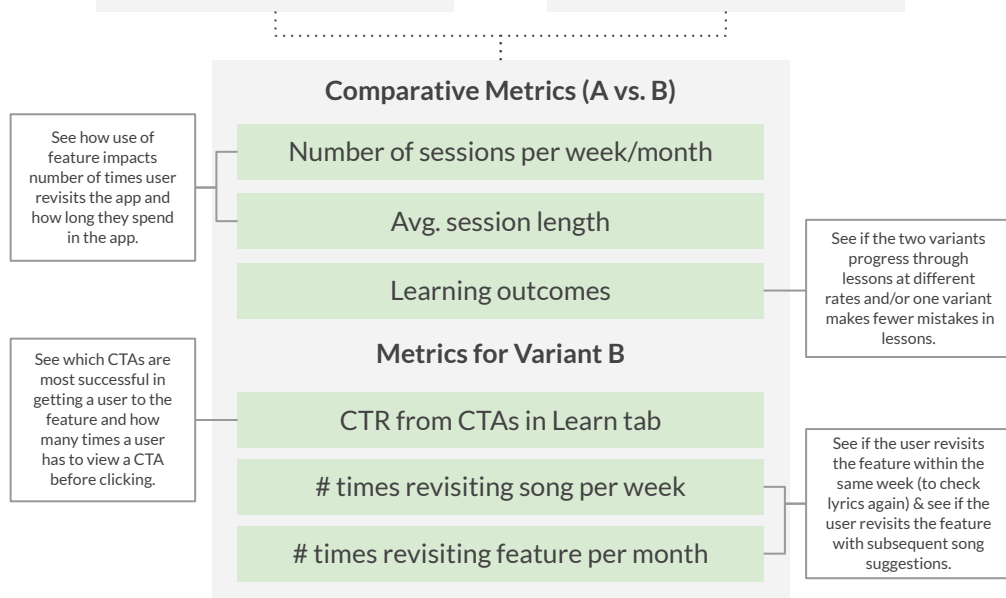 Comparative Metrics (A vs. B)
See how use of
feature impacts
number of times user
revisits the app and
how long they spend
in the app.
Number of sessions per week/month
Avg. session length
Learning outcomes
See if the two variants
progress through
lessons at different
rates and/or one variant
makes fewer mistakes in
lessons.
Metrics for Variant B
See which CTAs are
most successful in
getting a user to the
feature and how
many times a user
has to view a CTA
before clicking.
CTR from CTAs in Learn tab
# times revisiting song per week
# times revisiting feature per month
See if the user revisits
the feature within the
same week (to check
lyrics again) & see if the
user revisits the feature
with subsequent song
suggestions.